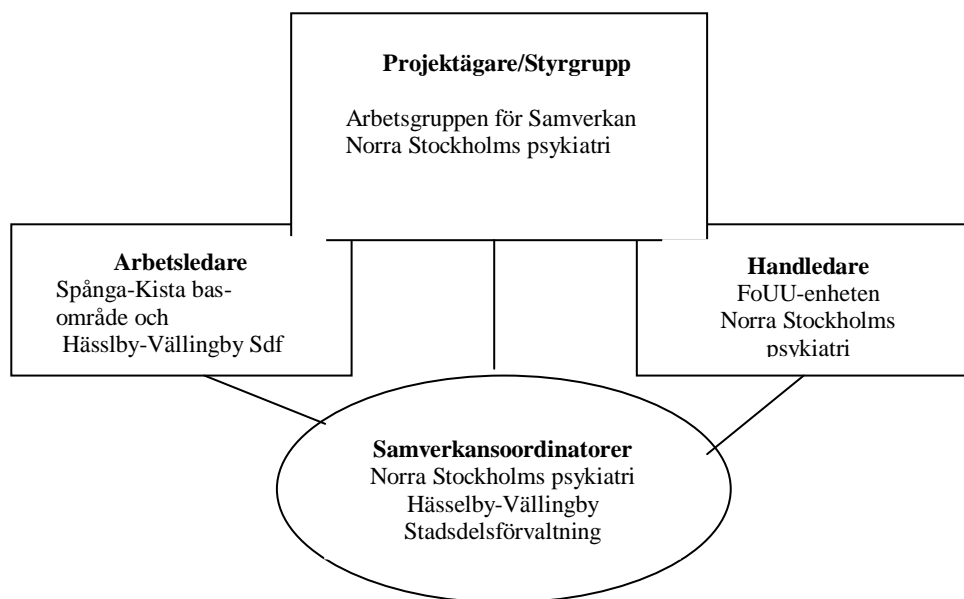 Projektägare/Styrgrupp
Arbetsgruppen för Samverkan
Norra Stockholms psykiatri
Arbetsledare
Spånga-Kista bas-
område och
Hässlby-Vällingby Sdf
Handledare
FoUU-enheten
Norra Stockholms
psykiatri
Samverkansoordinatorer
Norra Stockholms psykiatri
Hässelby-Vällingby
Stadsdelsförvaltning